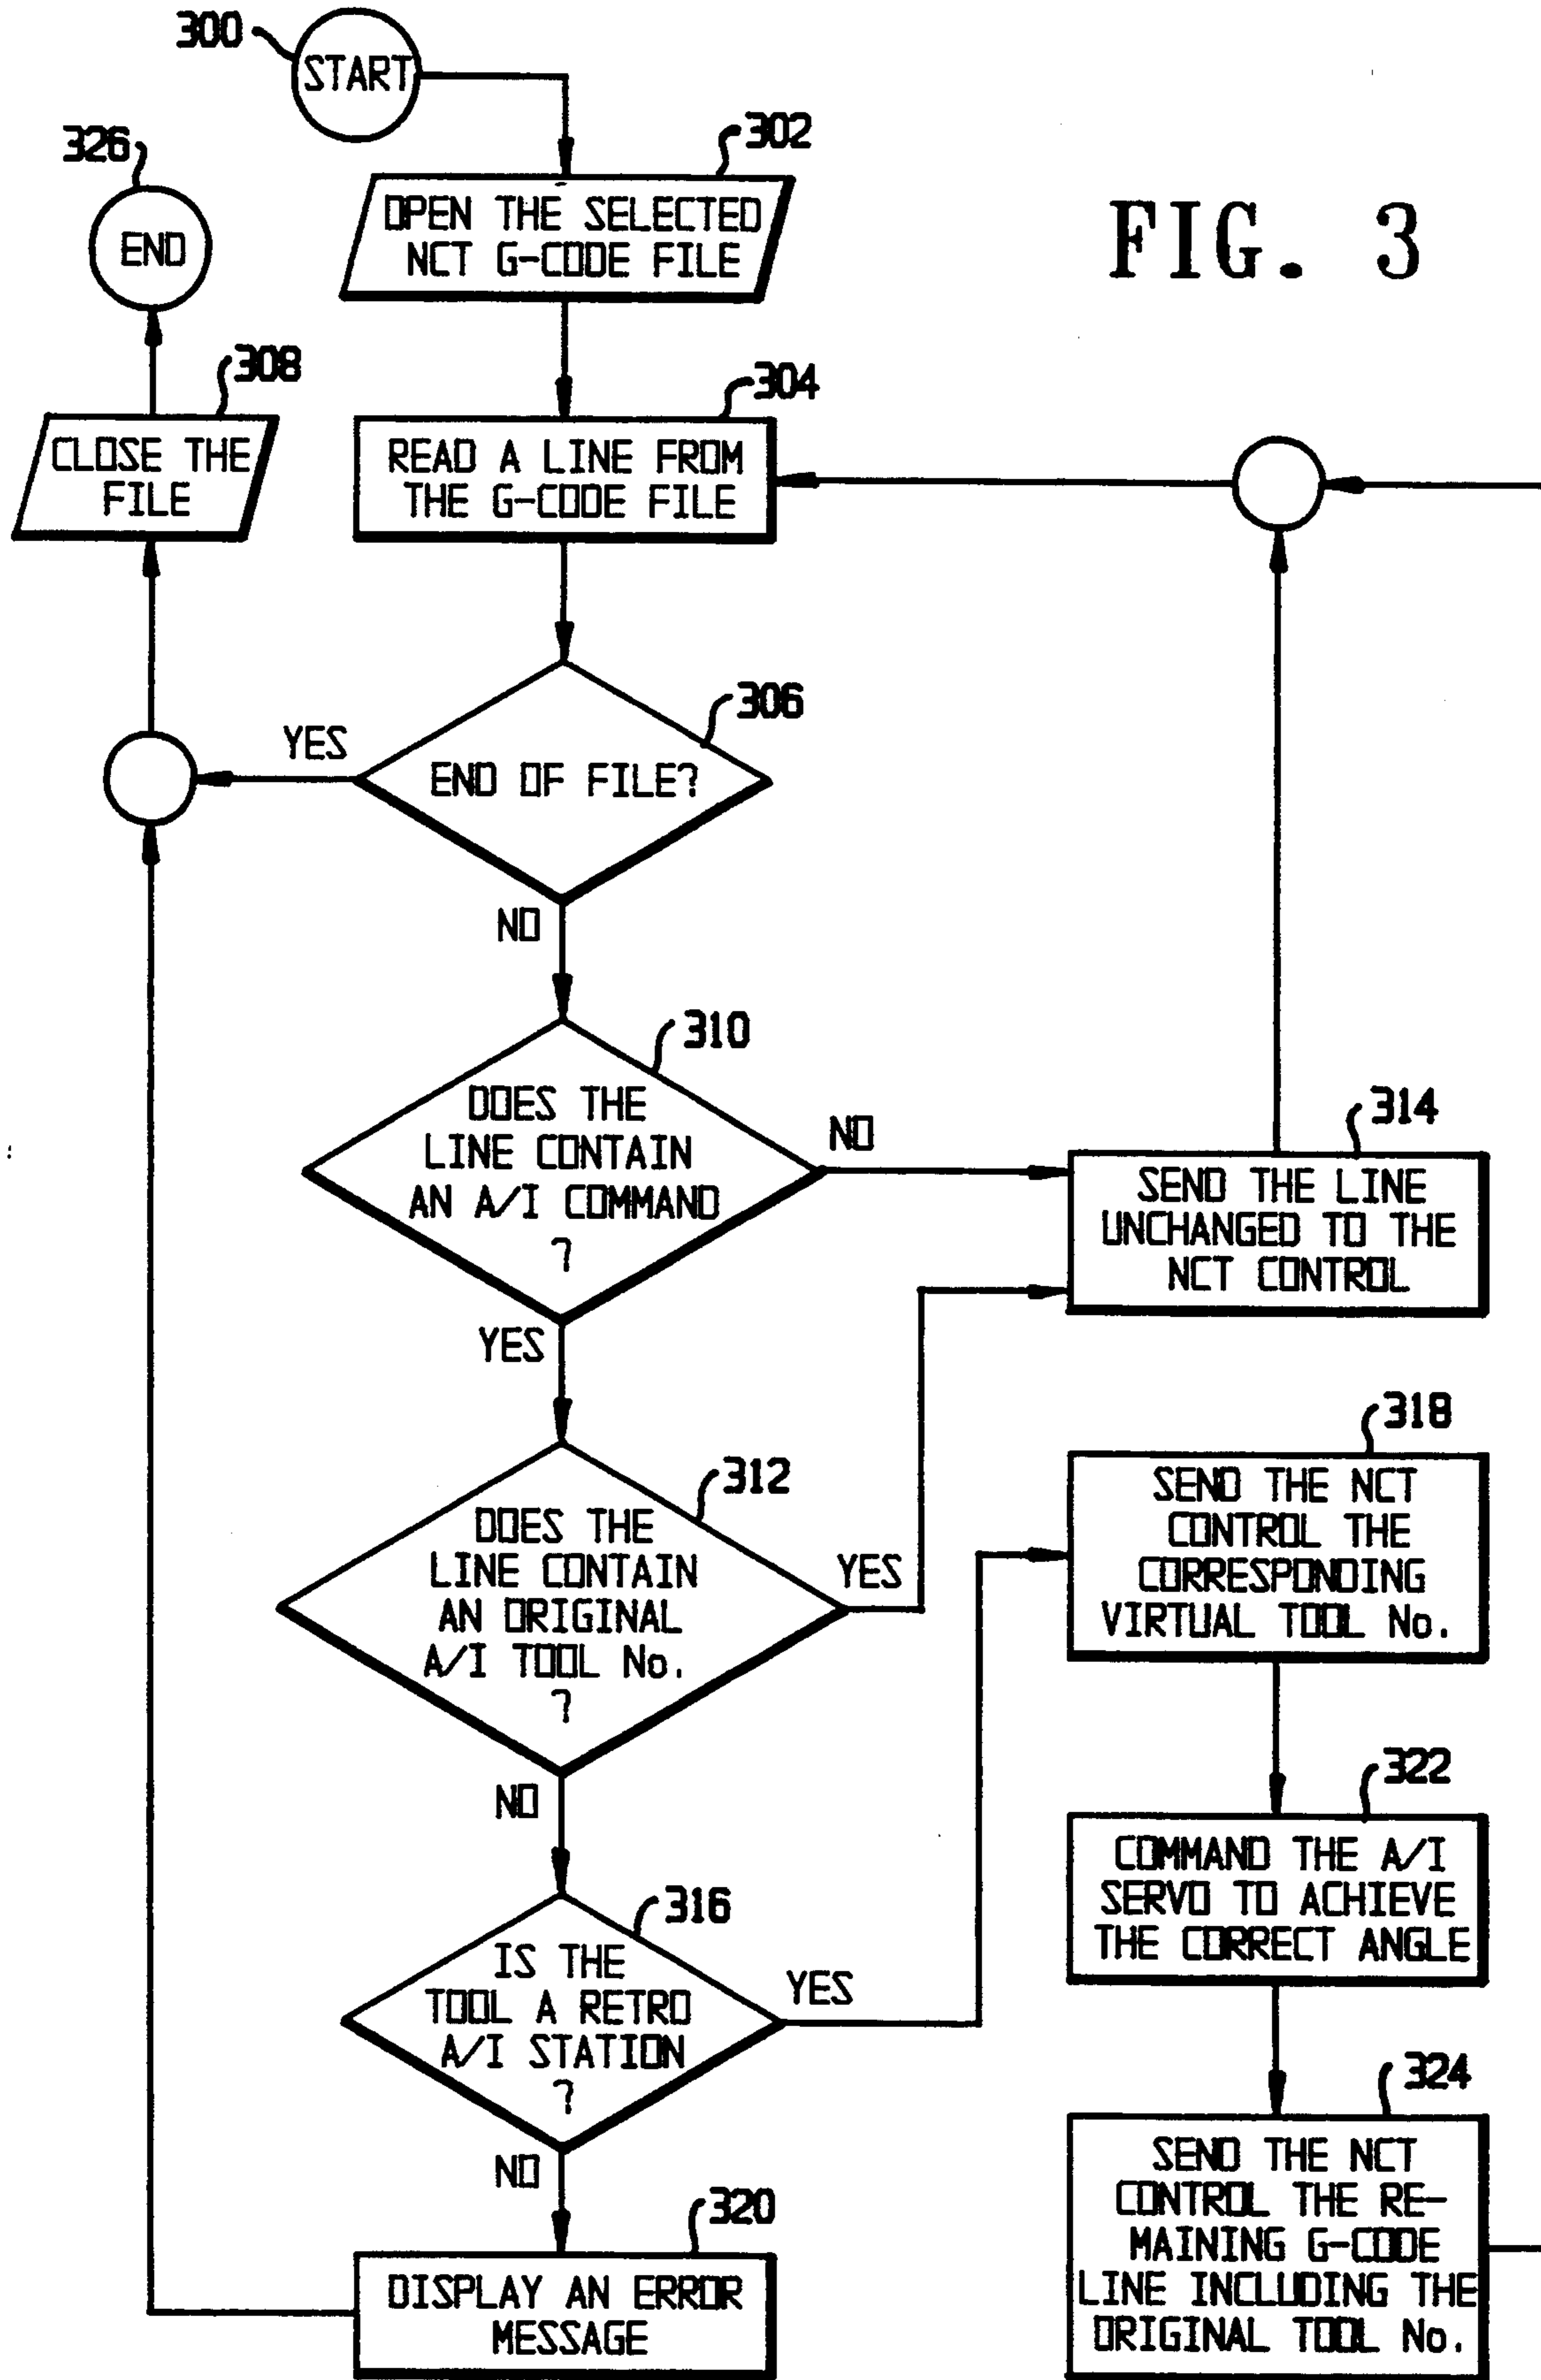 300
START
326
END
302
OPEN THE SELECTED
NCT G-CODE FILE
FIG. 3
308
CLOSE THE
FILE
304
READ A LINE FROM
THE G-CODE FILE
306
YES
END OF FILE?
NO
310
DOES THE
LINE CONTAIN
AN A/I COMMAND
?
NO
YES
314
SEND THE LINE
UNCHANGED TO THE
NCT CONTROL
312
DOES THE
LINE CONTAIN
AN ORIGINAL
A/I TOOL No.
?
YES
NO
318
SEND THE NCT
CONTROL THE
CORRESPONDING
VIRTUAL TOOL No.
316
IS THE
TOOL A RETRO
A/I STATION
?
YES
NO
322
COMMAND THE A/I
SERVO TO ACHIEVE
THE CORRECT ANGLE
320
DISPLAY AN ERROR
MESSAGE
324
SEND THE NCT
CONTROL THE RE-
MAINING G-CODE
LINE INCLUDING THE
ORIGINAL TOOL No.